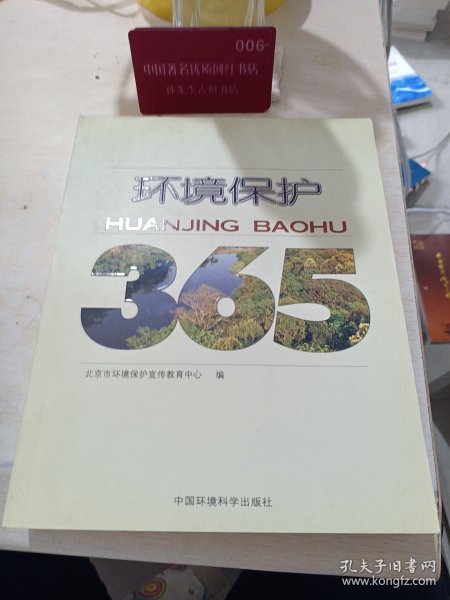 006
中国著名优质网红书店
孙先生古旧书店
环境保护
HUANJING BAOHU
365
北京市环境保护宣传教育中心 编
中国环境科学出版社
孔夫子旧书网
www.kongfz.com